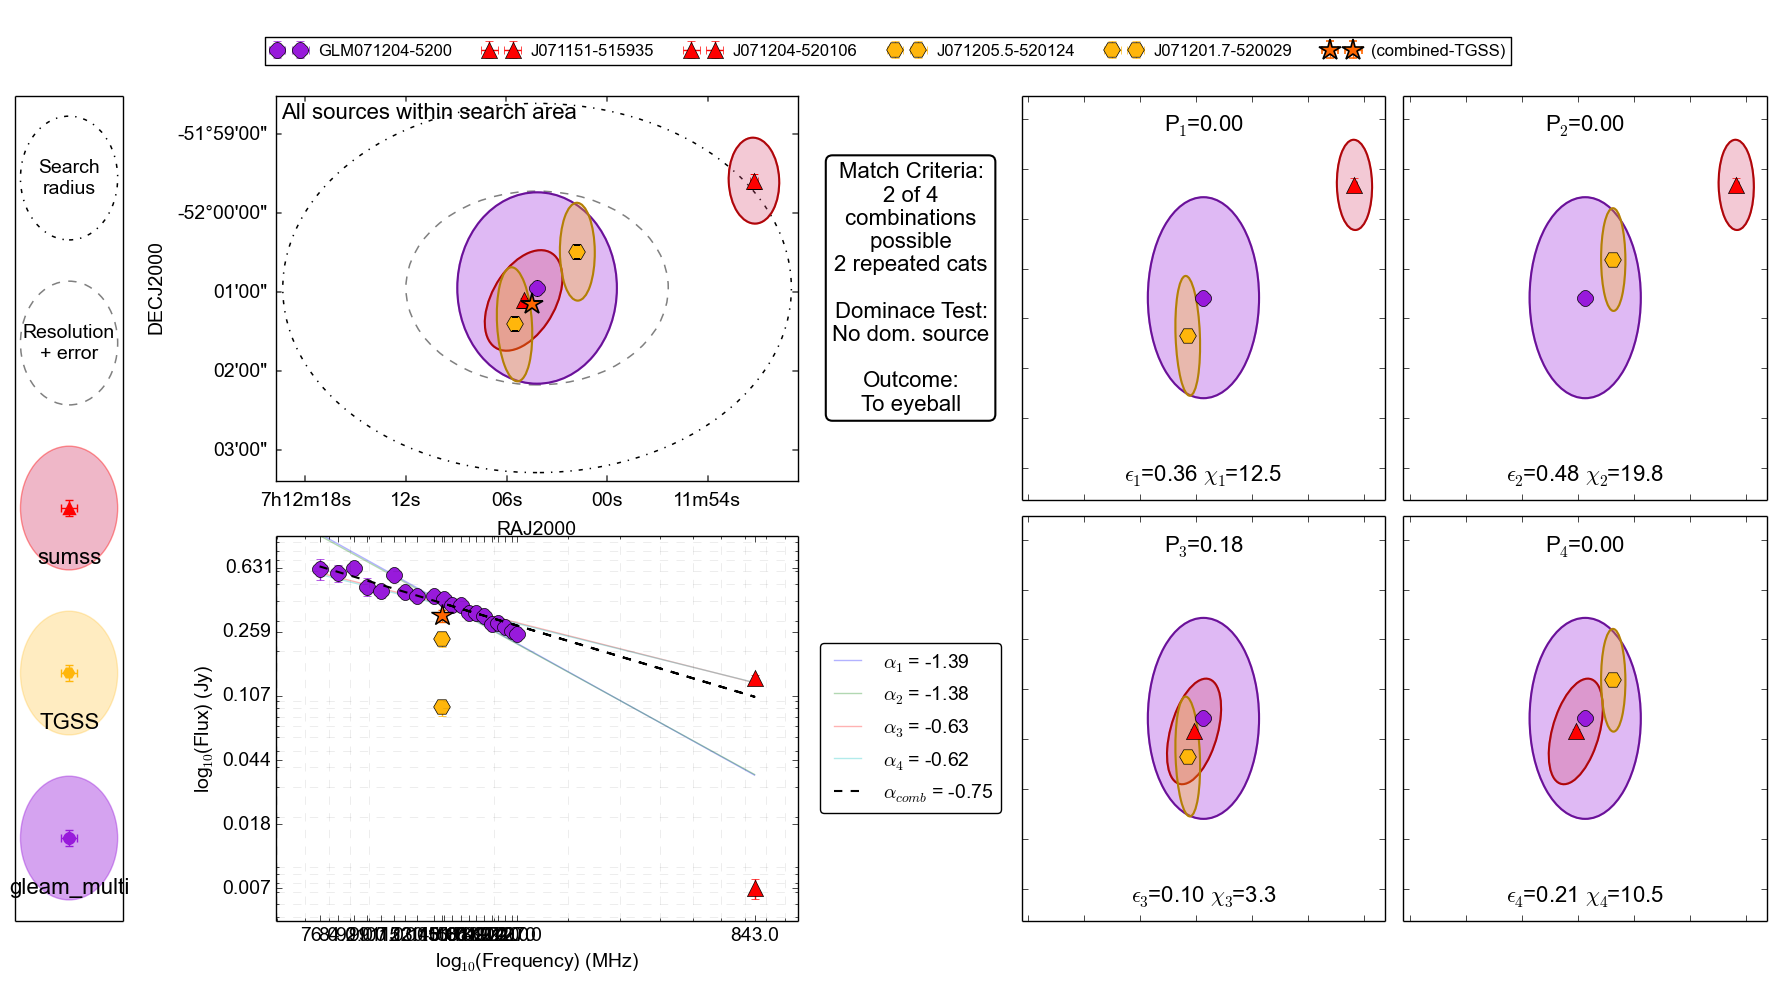 GLM071204-5200 J071151-515935 J071204-520106 J071205.5-520124 J071201.7-520029 (combined-TGSS)
Search
radius
Resolution
+ error
sumss
TGSS
gleam_multi
All sources within search area
-51°59'00"
-52°00'00"
01'00"
02'00"
03'00"
DECJ2000
7h12m18s 12s 06s 00s 11m54s
RAJ2000
Match Criteria:
2 of 4
combinations
possible
2 repeated cats
Dominace Test:
No dom. source
Outcome:
To eyeball
P1=0.00
ϵ1=0.36 χ1=12.5
P2=0.00
ϵ2=0.48 χ2=19.8
0.631
0.259
0.107
0.044
0.018
0.007
log10(Flux) (Jy)
843.0
log10(Frequency) (MHz)
α1 = -1.39
α2 = -1.38
α3 = -0.63
α4 = -0.62
αcomb = -0.75
P3=0.18
ϵ3=0.10 χ3=3.3
P4=0.00
ϵ4=0.21 χ4=10.5